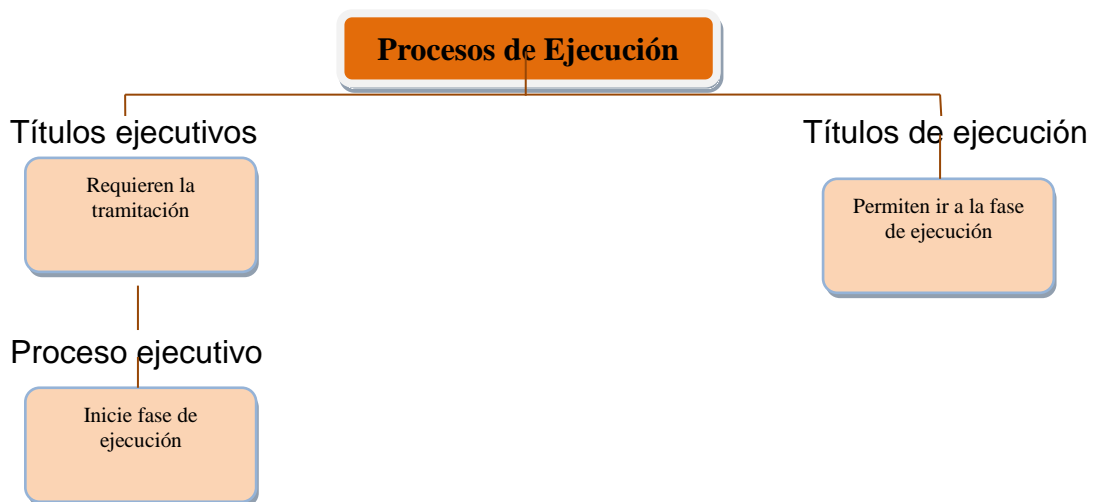 Procesos de Ejecución
Títulos ejecutivos
Requieren la
tramitación
Proceso ejecutivo
Inicie fase de
ejecución
Títulos de ejecución
Permiten ir a la fase
de ejecución